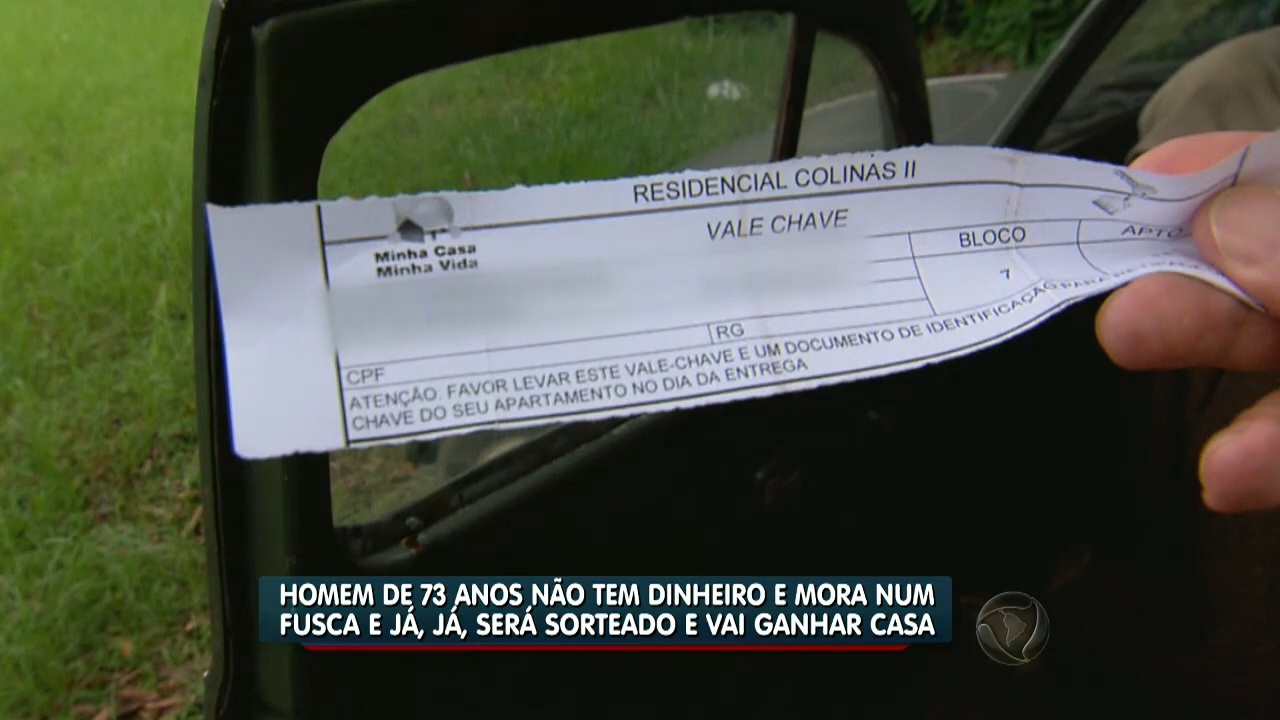 RESIDENCIAL COLINAS II
VALE CHAVE
Minha Casa
Minha Vida
BLOCO
APTO
7
RG
CPF
ATENÇÃO: FAVOR LEVAR ESTE VALE-CHAVE E UM DOCUMENTO DE IDENTIFICAÇÃO PARA
CHAVE DO SEU APARTAMENTO NO DIA DA ENTREGA
HOMEM DE 73 ANOS NÃO TEM DINHEIRO E MORA NUM
FUSCA E JÁ, JÁ, SERÁ SORTEADO E VAI GANHAR CASA